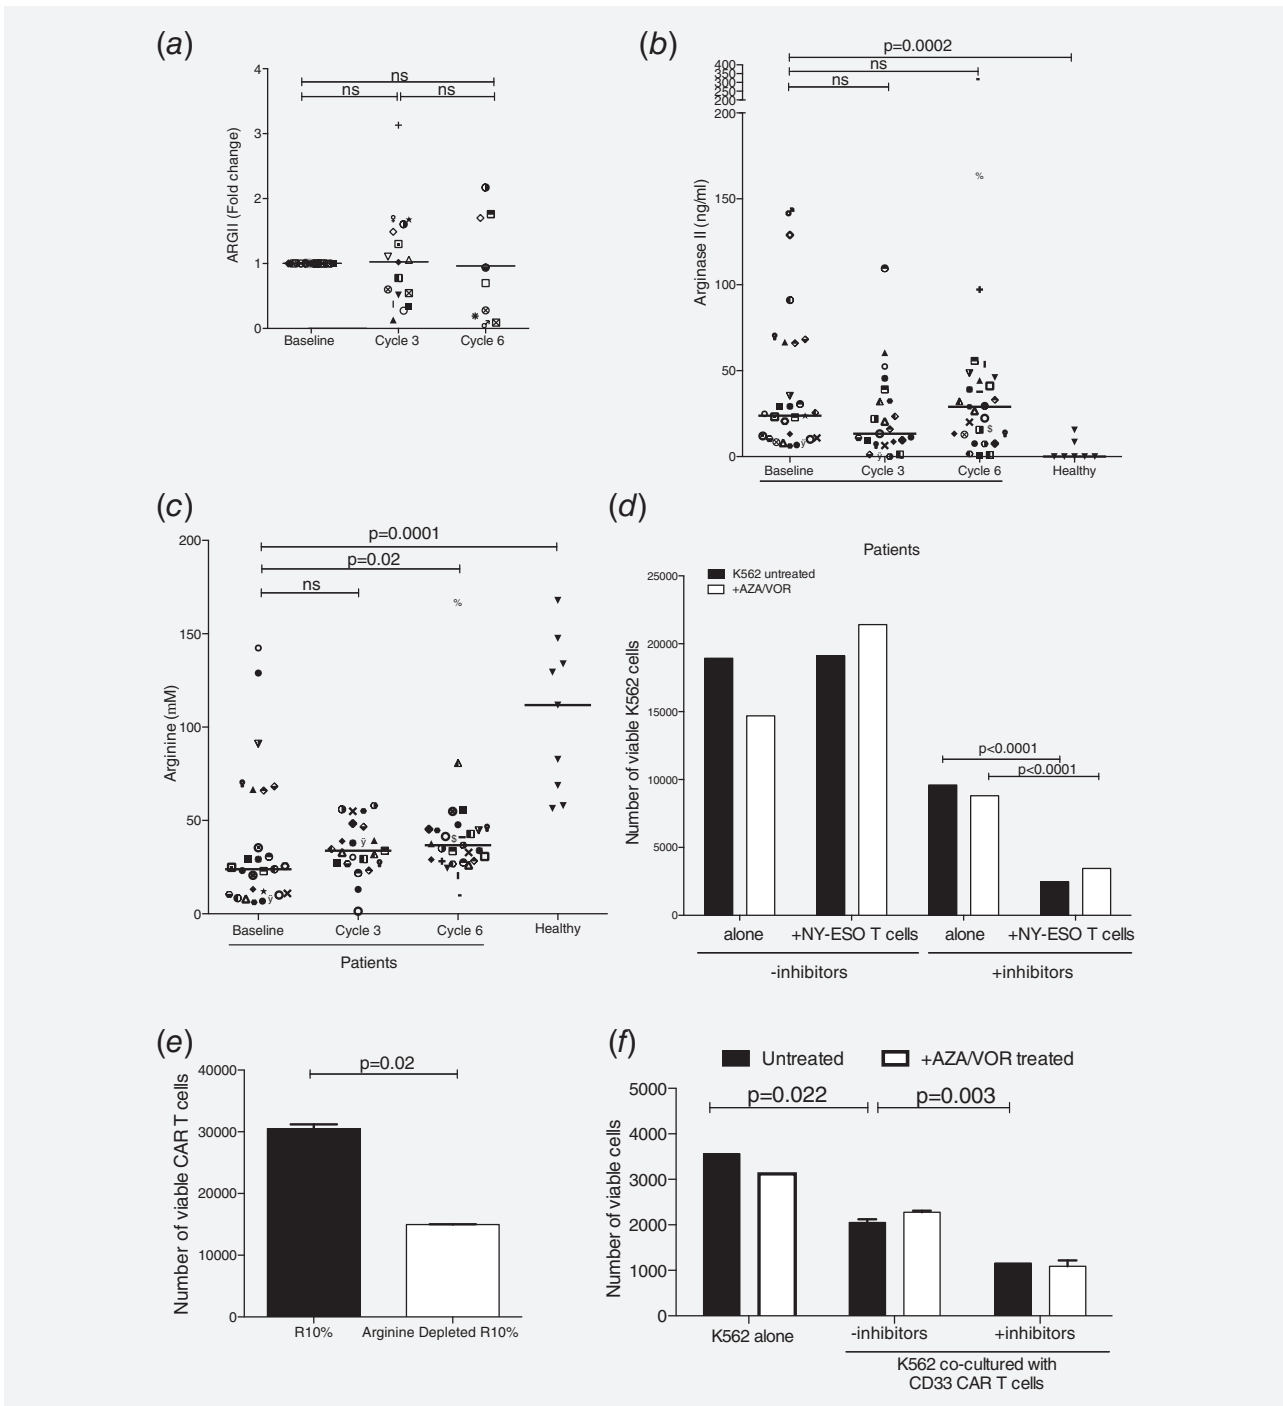 (a)
ARGII (Fold change)
4
3
2
1
0
ns
ns
ns
Baseline
Cycle 3
Cycle 6
(b)
Arginase II (ng/ml)
400
350
300
250
200
200
150
100
50
0
p=0.0002
ns
ns
%
$
ÿ
ÿ
Baseline
Cycle 3
Cycle 6
Healthy
(c)
Arginine (mM)
200
150
100
50
0
p=0.0001
p=0.02
ns
%
$
ÿ
ÿ
Baseline
Cycle 3
Cycle 6
Healthy
Patients
(d)
Patients
K562 untreated
+AZA/VOR
Number of viable K562 cells
25000
20000
15000
10000
5000
0
p<0.0001
p<0.0001
alone
+NY-ESO T cells
alone
+NY-ESO T cells
-inhibitors
+inhibitors
(e)
Number of viable CAR T cells
40000
30000
20000
10000
0
p=0.02
R10%
Arginine Depleted R10%
(f)
Untreated
+AZA/VOR treated
Number of viable cells
5000
4000
3000
2000
1000
0
p=0.022
p=0.003
K562 alone
-inhibitors
+inhibitors
K562 co-cultured with
CD33 CAR T cells